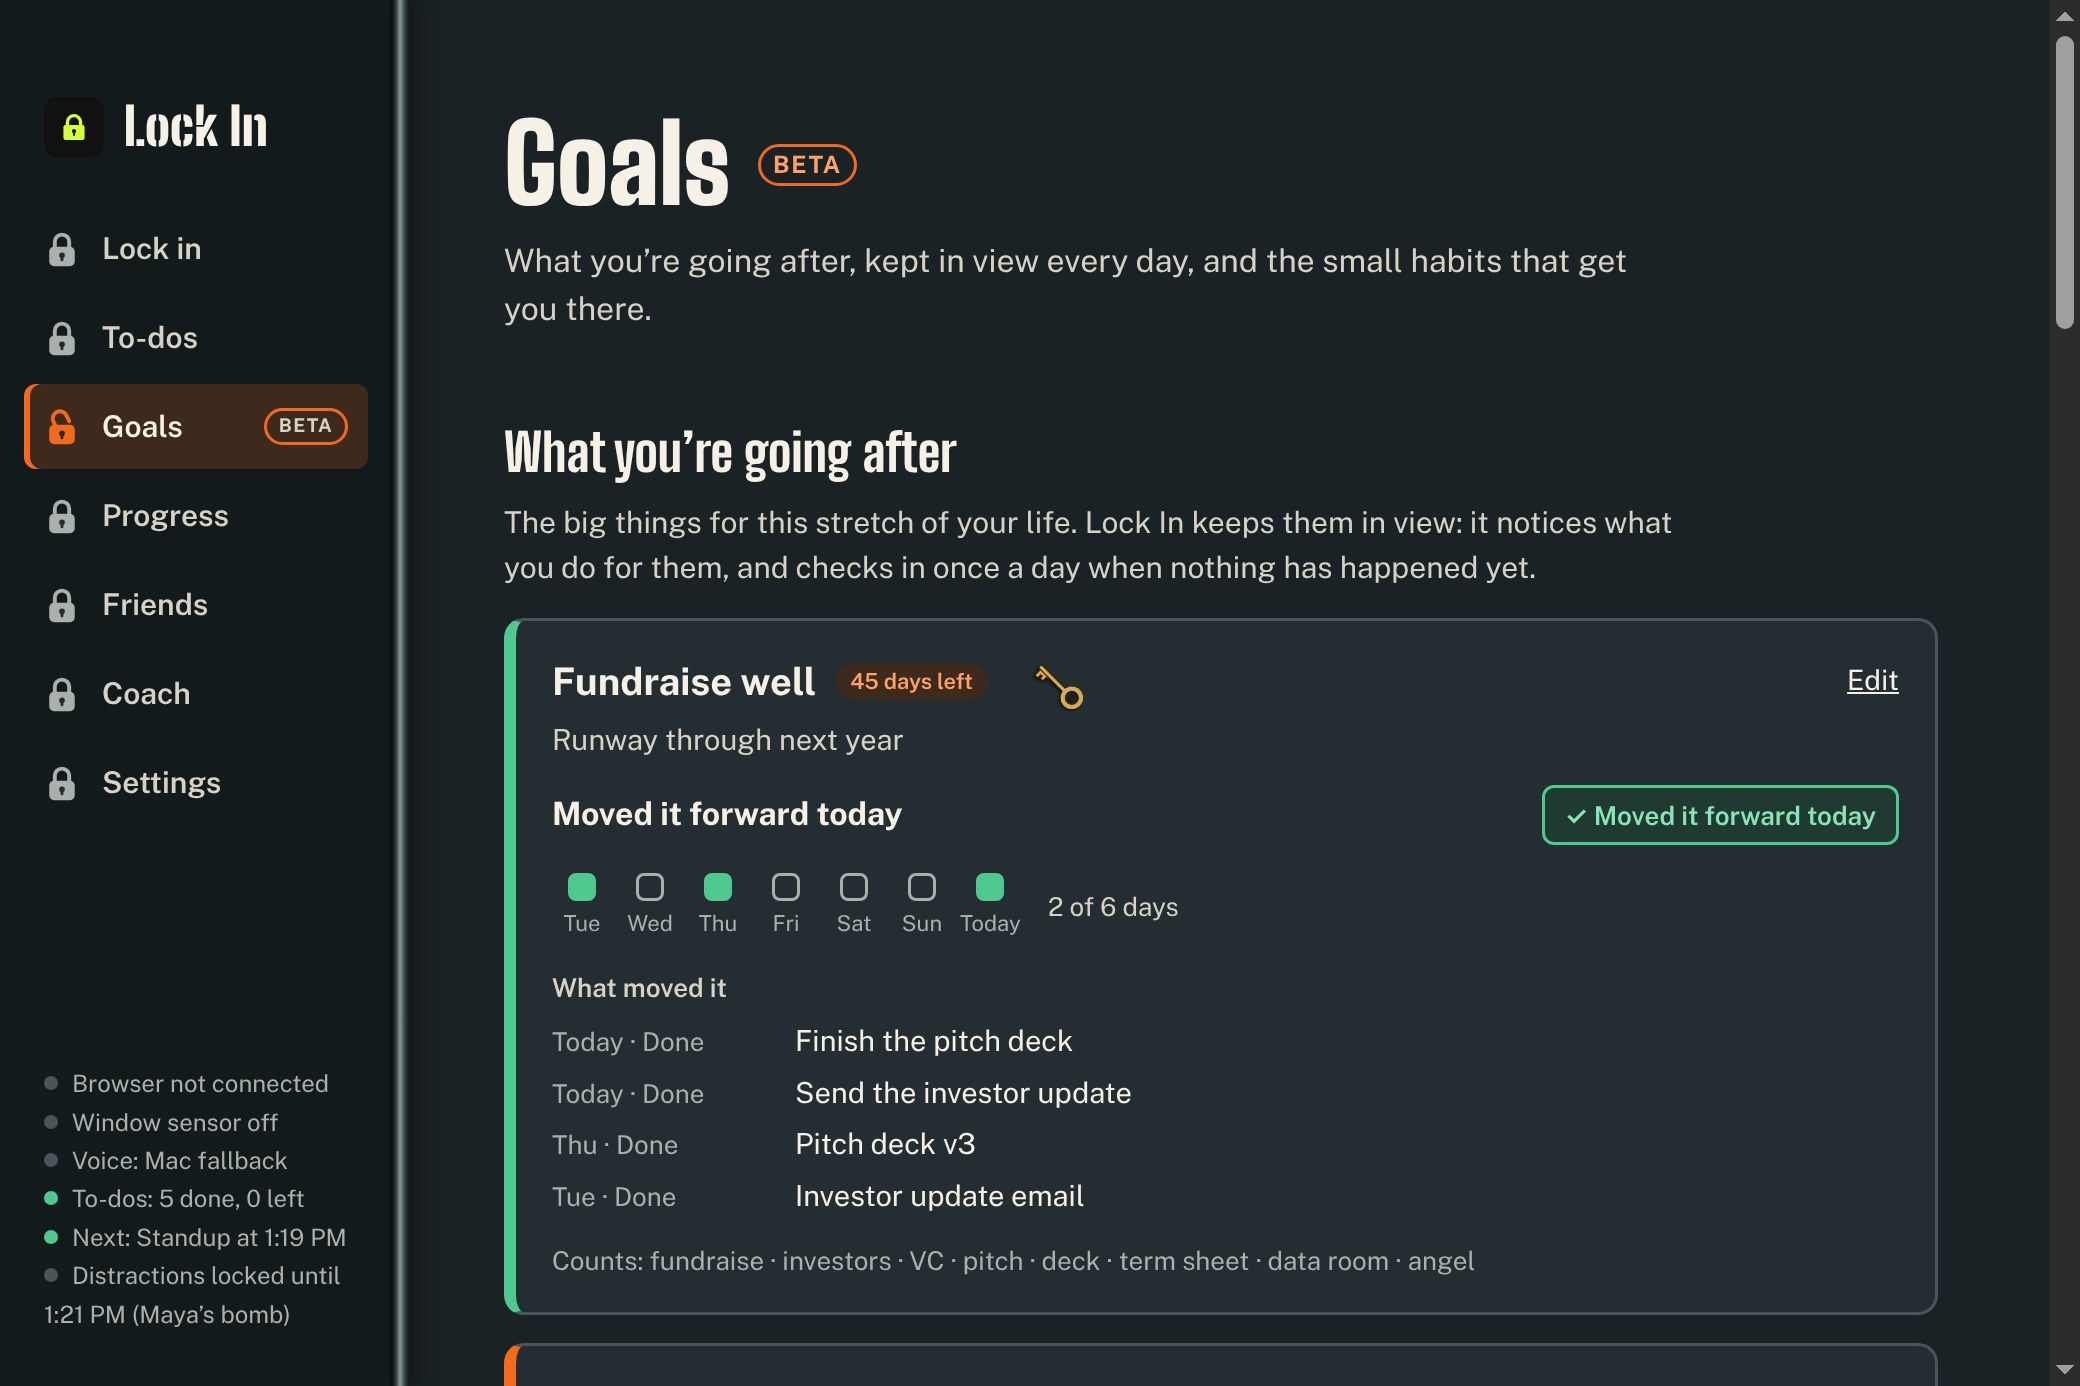 Lock In
Lock in
To-dos
Goals BETA
Progress
Friends
Coach
Settings
Browser not connected
Window sensor off
Voice: Mac fallback
To-dos: 5 done, 0 left
Next: Standup at 1:19 PM
Distractions locked until
1:21 PM (Maya’s bomb)
Goals BETA
What you’re going after, kept in view every day, and the small habits that get
you there.
What you’re going after
The big things for this stretch of your life. Lock In keeps them in view: it notices what
you do for them, and checks in once a day when nothing has happened yet.
Fundraise well 45 days left Edit
Runway through next year
Moved it forward today ✓ Moved it forward today
Tue Wed Thu Fri Sat Sun Today 2 of 6 days
What moved it
Today · Done Finish the pitch deck
Today · Done Send the investor update
Thu · Done Pitch deck v3
Tue · Done Investor update email
Counts: fundraise · investors · VC · pitch · deck · term sheet · data room · angel